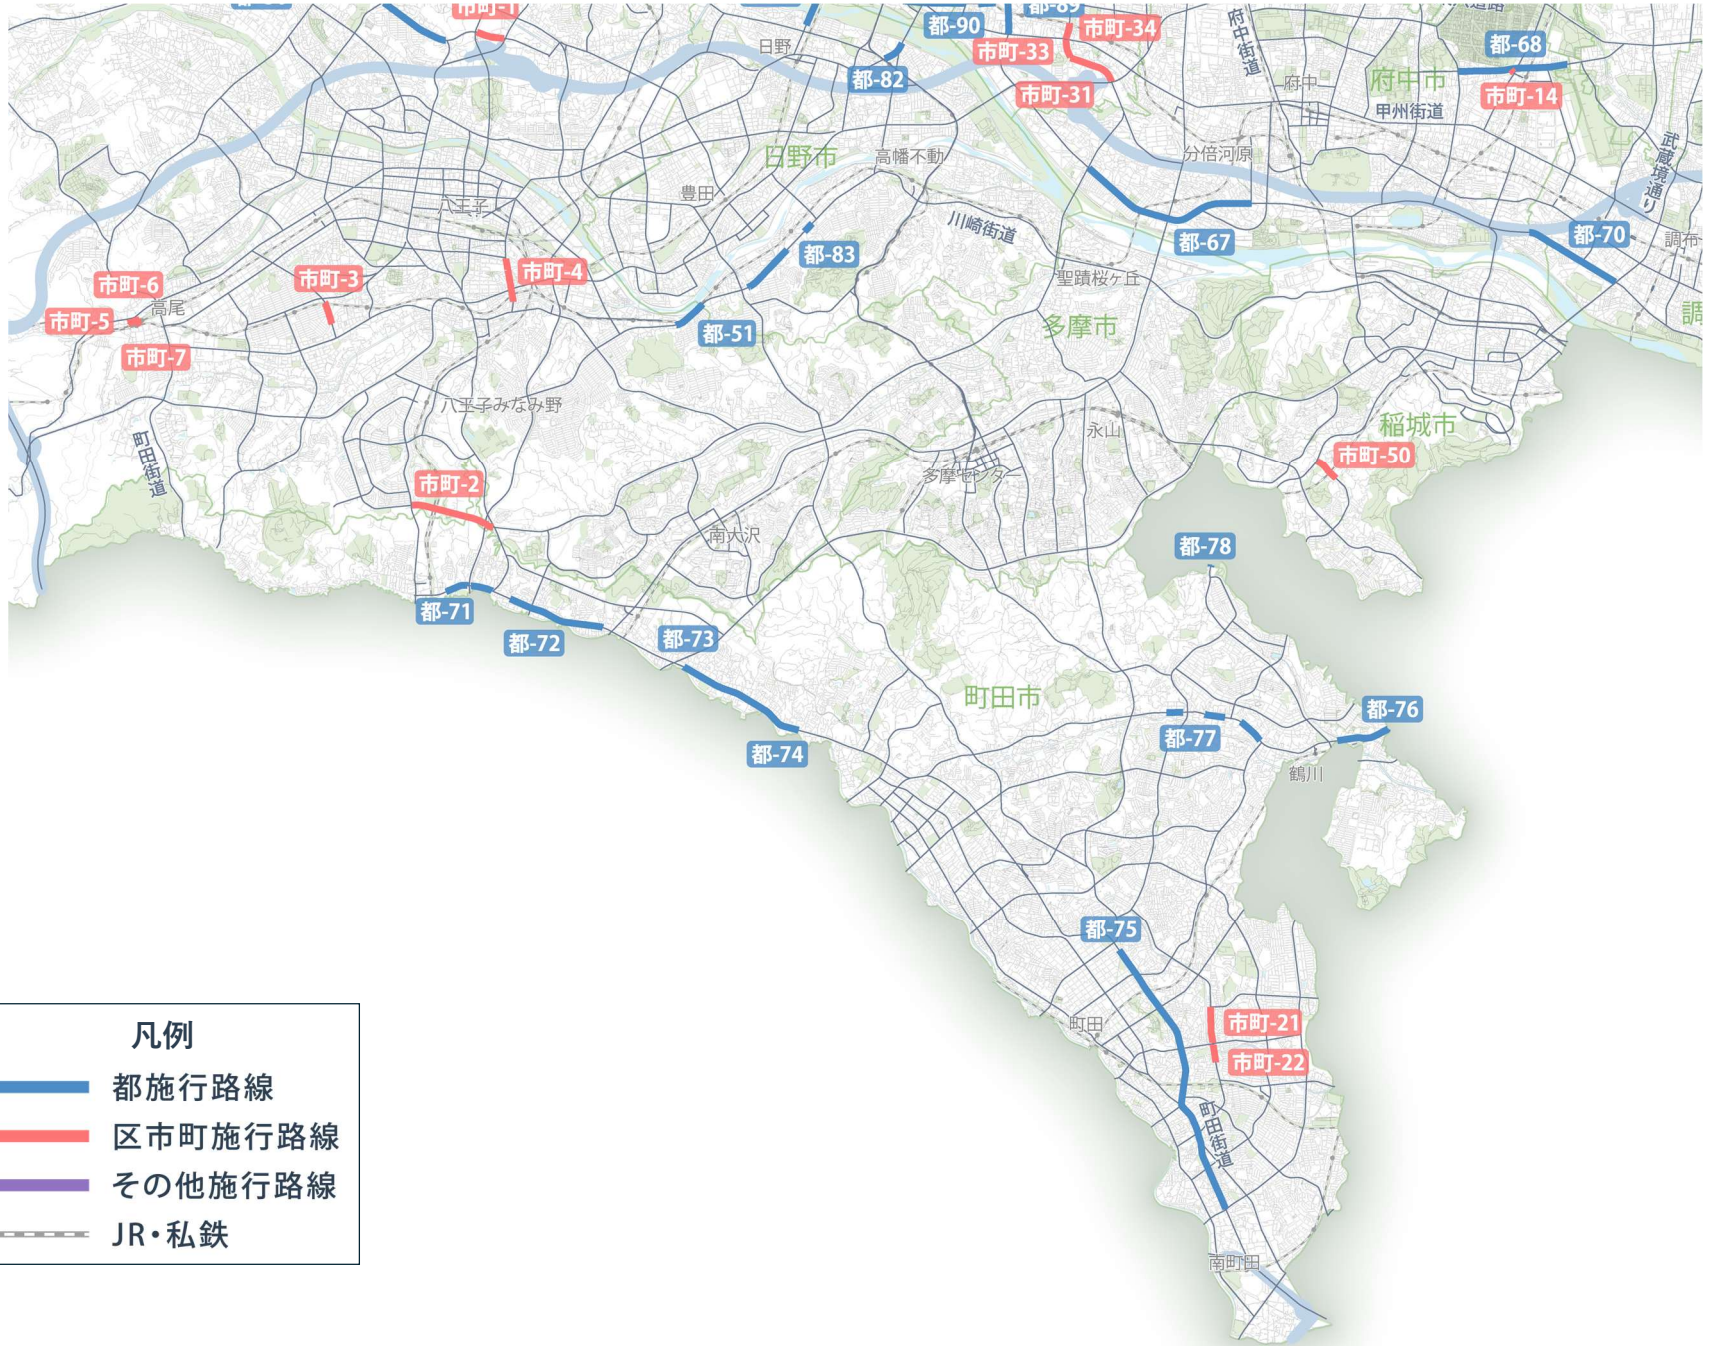 市町-1
都-90
都-89
市町-34
市町-33
都-82
市町-31
日野
府中街道
府中
府中市
甲州街道
都-68
市町-14
武蔵境通り
日野市
高幡不動
豊田
八王子
川崎街道
分倍河原
都-67
都-70
調布
都-83
聖蹟桜ヶ丘
多摩市
調
市町-6
市町-5
高尾
市町-7
市町-3
市町-4
都-51
八王子みなみ野
町田街道
永山
多摩センター
稲城市
市町-50
市町-2
南大沢
都-78
都-71
都-72
都-73
都-74
町田市
都-77
都-76
鶴川
都-75
町田
市町-21
市町-22
町田街道
南町田
凡例
都施行路線
区市町施行路線
その他施行路線
JR・私鉄